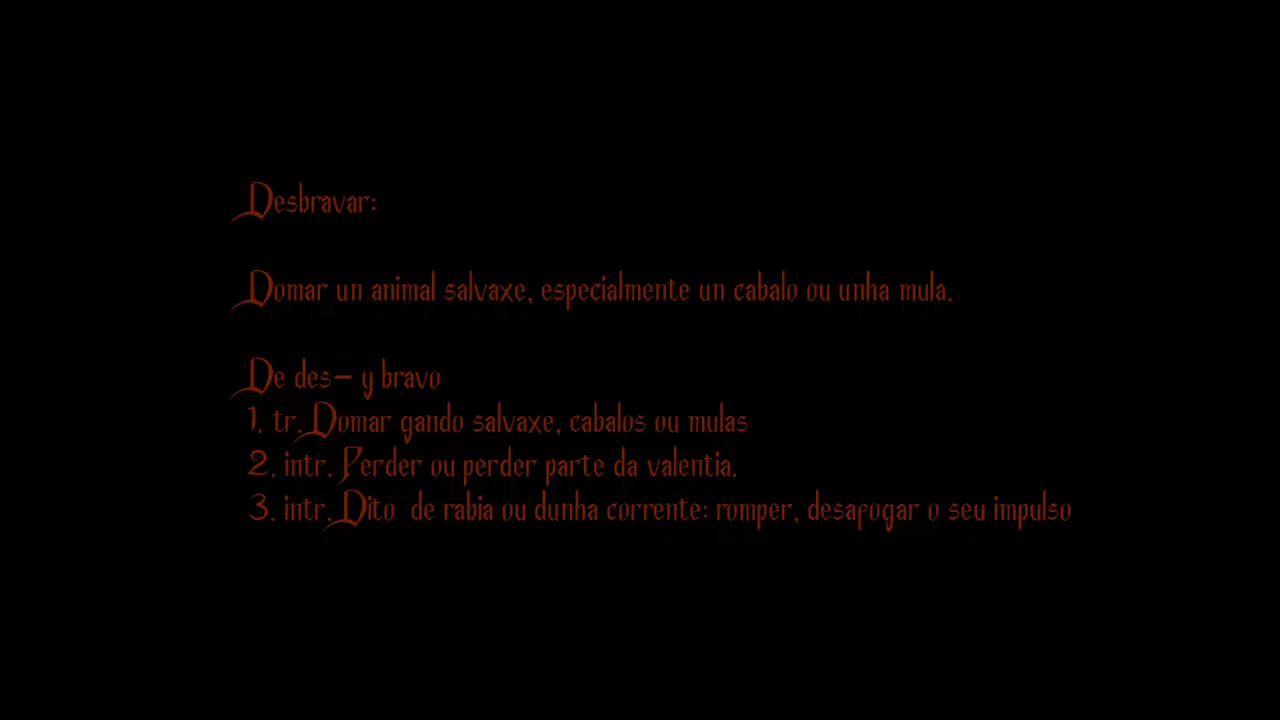 Desbravar:
Domar un animal salvaxe, especialmente un cabalo ou unha mula.
De des- y bravo
1. tr. Domar gando salvaxe, cabalos ou mulas
2. intr. Perder ou perder parte da valentia.
3. intr. Dito de rabia ou dunha corrente: romper, desafogar o seu impulso